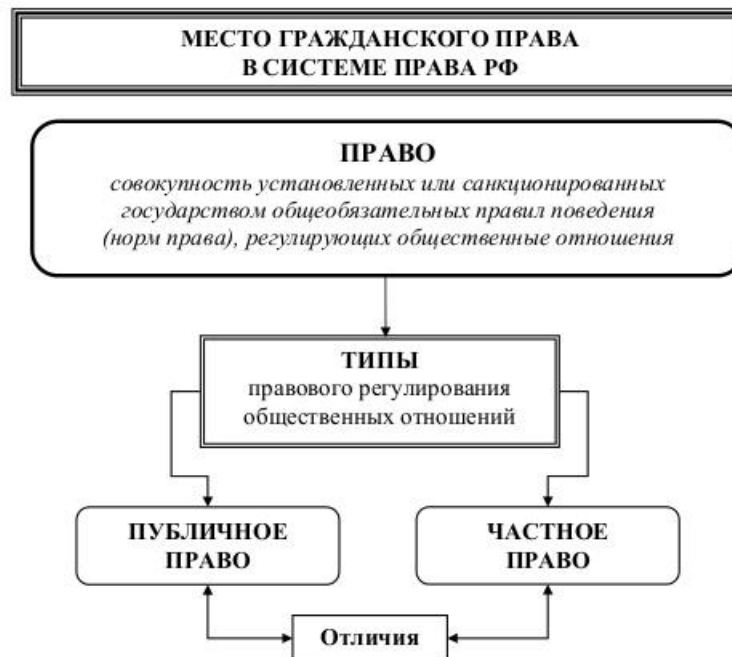 МЕСТО ГРАЖДАНСКОГО ПРАВА
В СИСТЕМЕ ПРАВА РФ
ПРАВО
совокупность установленных или санкционированных
государством общеобязательных правил поведения
(норм права), регулирующих общественные отношения
ТИПЫ
правового регулирования
общественных отношений
ПУБЛИЧНОЕ
ПРАВО
ЧАСТНОЕ
ПРАВО
Отличия